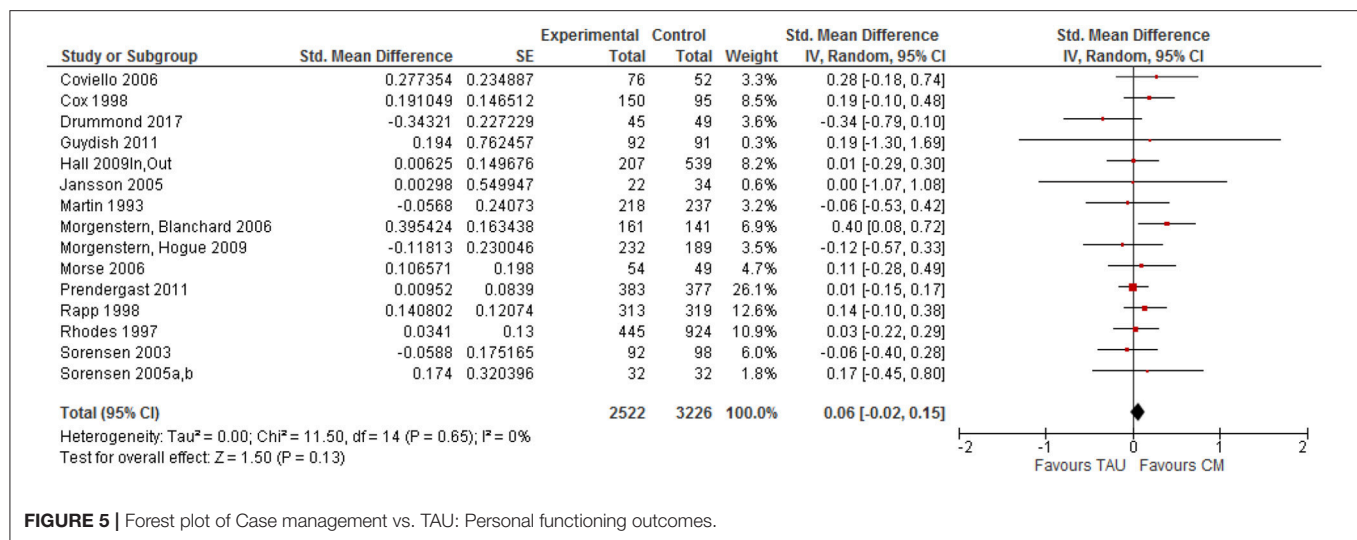 Experimental Control Std. Mean Difference Std. Mean Difference
Study or Subgroup Std. Mean Difference SE Total Total Weight IV, Random, 95% CI IV, Random, 95% CI
Coviello 2006 0.277354 0.234887 76 52 3.3% 0.28 [-0.18, 0.74]
Cox 1998 0.191049 0.146512 150 95 8.5% 0.19 [-0.10, 0.48]
Drummond 2017 -0.34321 0.227229 45 49 3.6% -0.34 [-0.79, 0.10]
Guydish 2011 0.194 0.762457 92 91 0.3% 0.19 [-1.30, 1.69]
Hall 2009In,Out 0.00625 0.149676 207 539 8.2% 0.01 [-0.29, 0.30]
Jansson 2005 0.00298 0.549947 22 34 0.6% 0.00 [-1.07, 1.08]
Martin 1993 -0.0568 0.24073 218 237 3.2% -0.06 [-0.53, 0.42]
Morgenstern, Blanchard 2006 0.395424 0.163438 161 141 6.9% 0.40 [0.08, 0.72]
Morgenstern, Hogue 2009 -0.11813 0.230046 232 189 3.5% -0.12 [-0.57, 0.33]
Morse 2006 0.106571 0.198 54 49 4.7% 0.11 [-0.28, 0.49]
Prendergast 2011 0.00952 0.0839 383 377 26.1% 0.01 [-0.15, 0.17]
Rapp 1998 0.140802 0.12074 313 319 12.6% 0.14 [-0.10, 0.38]
Rhodes 1997 0.0341 0.13 445 924 10.9% 0.03 [-0.22, 0.29]
Sorensen 2003 -0.0588 0.175165 92 98 6.0% -0.06 [-0.40, 0.28]
Sorensen 2005a,b 0.174 0.320396 32 32 1.8% 0.17 [-0.45, 0.80]
Total (95% CI) 2522 3226 100.0% 0.06 [-0.02, 0.15]
Heterogeneity: Tau² = 0.00; Chi² = 11.50, df = 14 (P = 0.65); I² = 0%
Test for overall effect: Z = 1.50 (P = 0.13)
-2 -1 0 1 2
Favours TAU Favours CM
FIGURE 5 | Forest plot of Case management vs. TAU: Personal functioning outcomes.